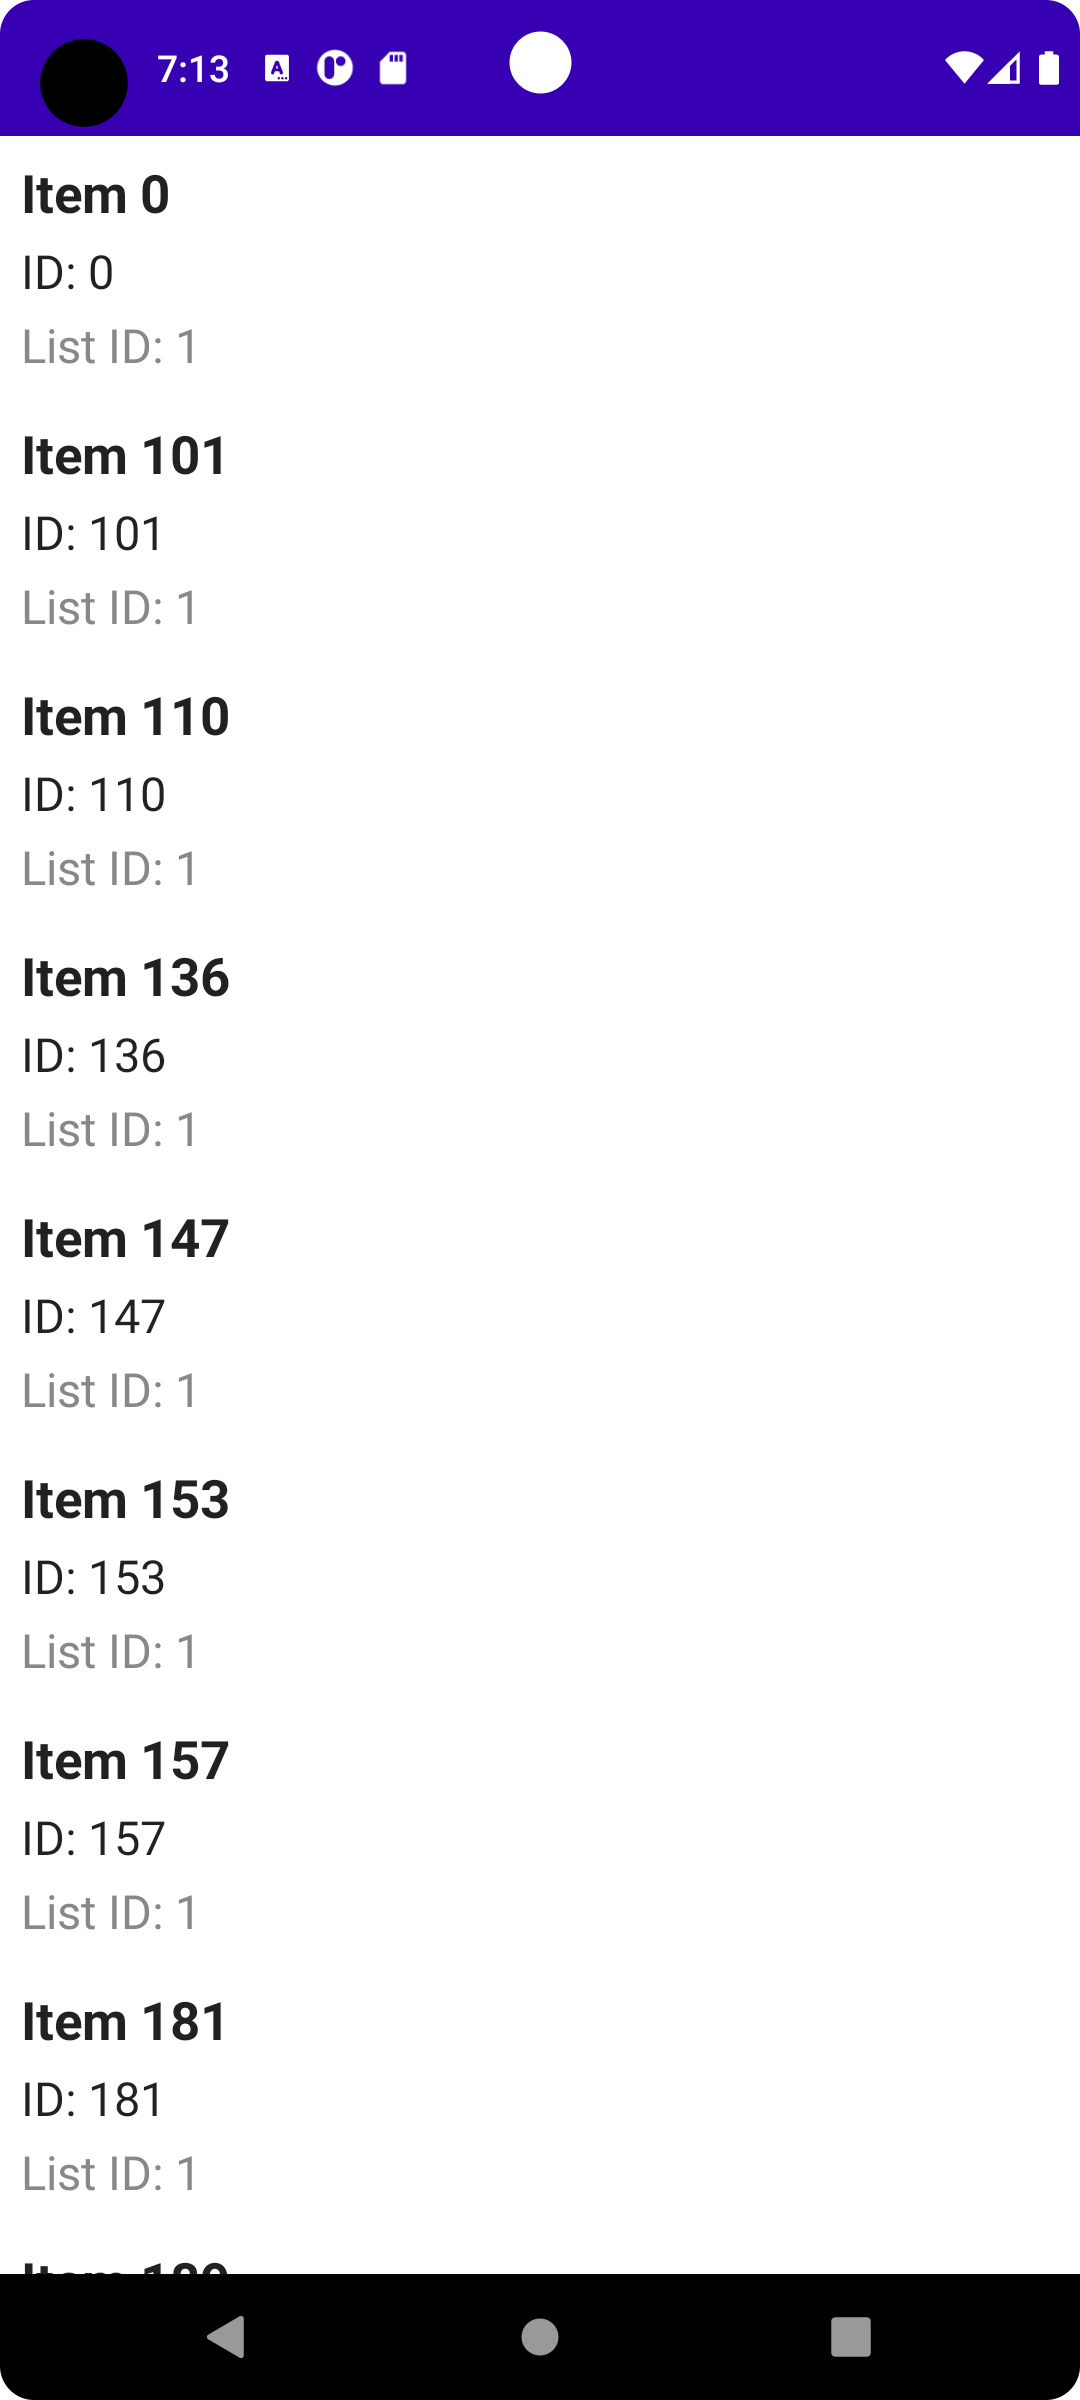 7:13
Item 0
ID: 0
List ID: 1
Item 101
ID: 101
List ID: 1
Item 110
ID: 110
List ID: 1
Item 136
ID: 136
List ID: 1
Item 147
ID: 147
List ID: 1
Item 153
ID: 153
List ID: 1
Item 157
ID: 157
List ID: 1
Item 181
ID: 181
List ID: 1
Item